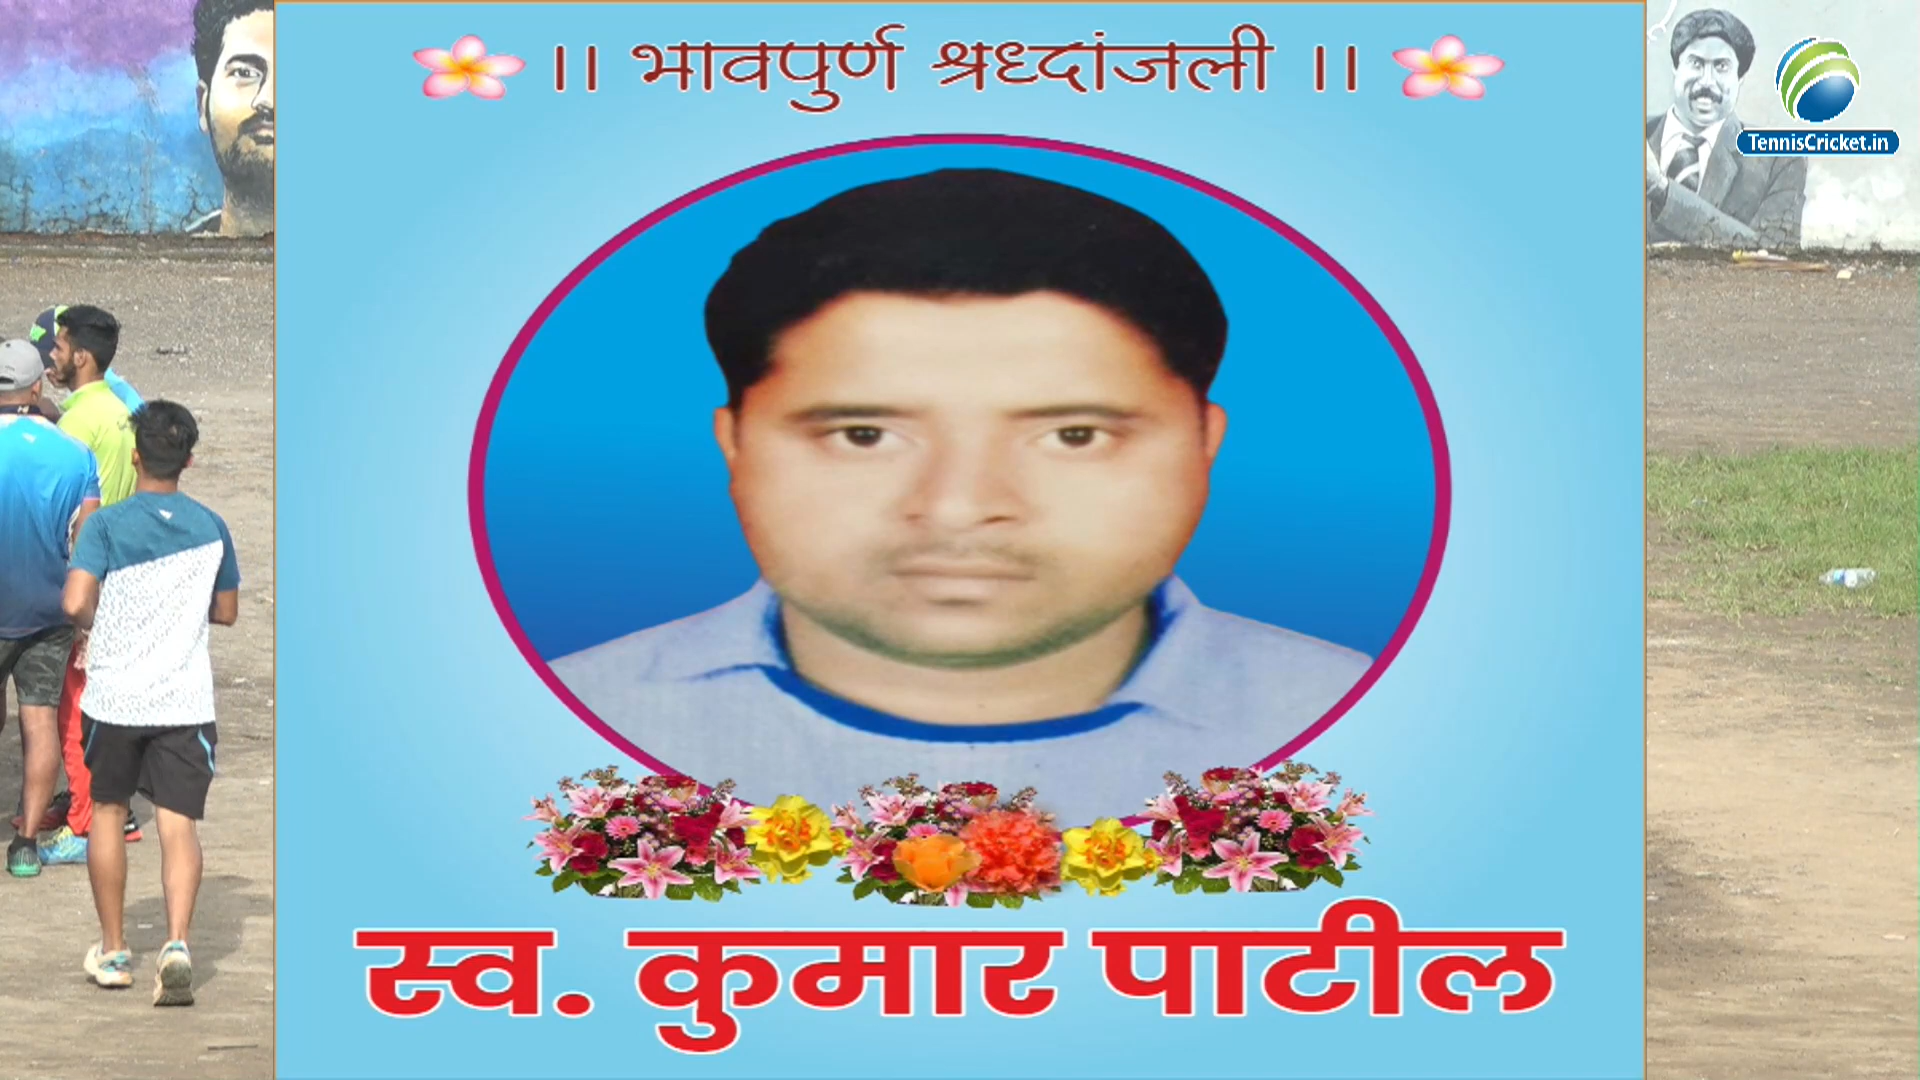 ।। भावपुर्ण श्रध्दांजली ।।
TennisCricket.in
स्व. कुमार पाटील